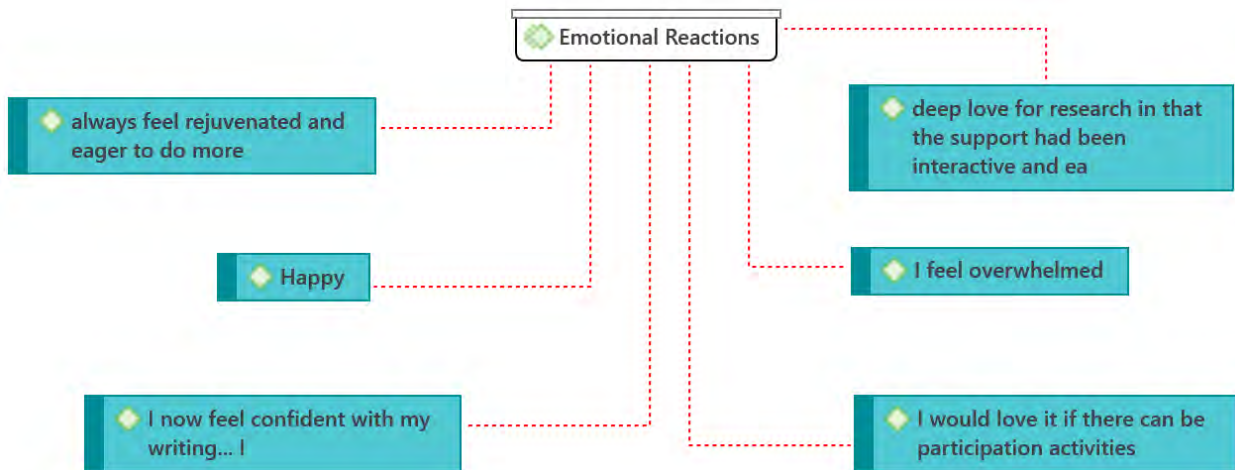 Emotional Reactions
always feel rejuvenated and
eager to do more
deep love for research in that
the support had been
interactive and ea
Happy
I feel overwhelmed
I now feel confident with my
writing... I
I would love it if there can be
participation activities